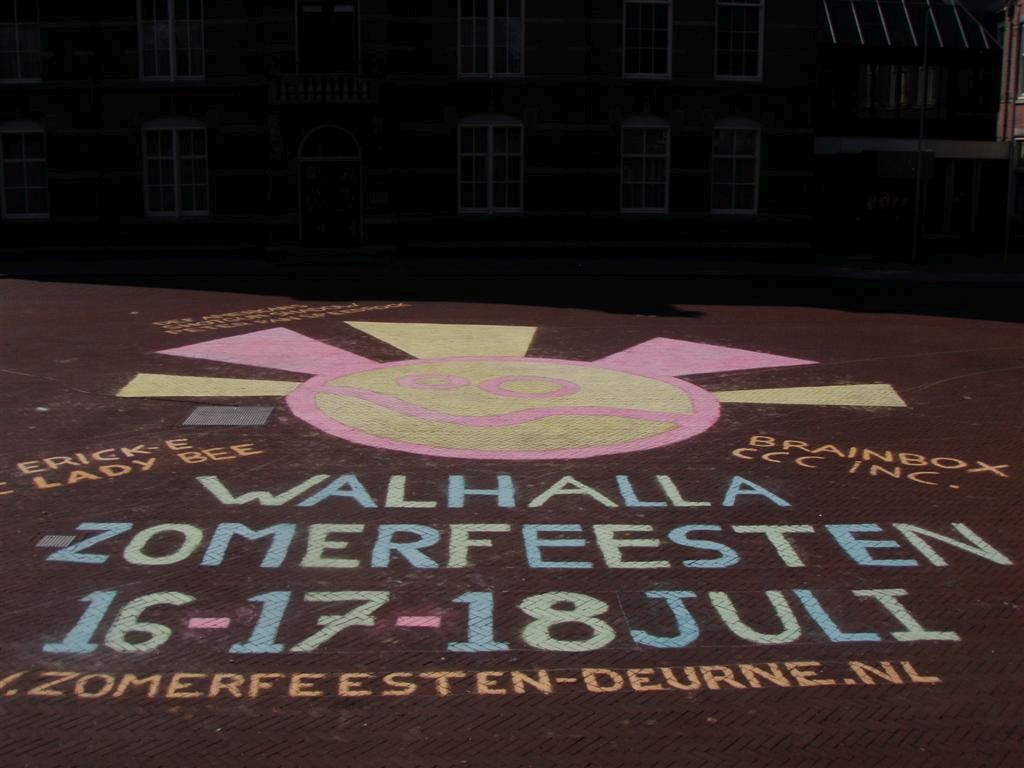 ERICK-E
LADY BEE
BRAINBOX
CCC INC.
WALHALLA
ZOMERFEESTEN
16-17-18 JULI
.ZOMERFEESTEN-DEURNE.NL